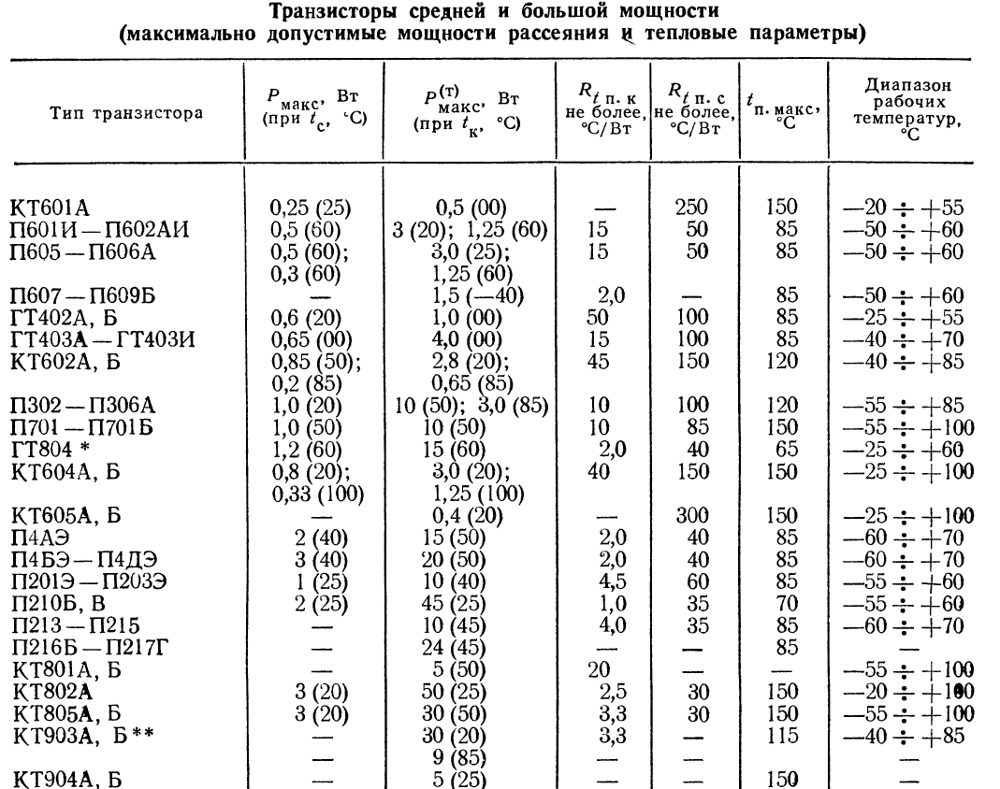 Транзисторы средней и большой мощности
(максимально допустимые мощности рассеяния и тепловые параметры)
Тип транзистора | P макс, Вт (при t с, °С) | P (т) макс, Вт (при t к, °С) | R t п. к не более, °С/Вт | R t п. с не более, °С/Вт | t п. макс, °С | Диапазон рабочих температур, °С
КТ601А 0,25 (25) 0,5 (00) — 250 150 —20 ÷ +55
П601И — П602АИ 0,5 (60) 3 (20); 1,25 (60) 15 50 85 —50 ÷ +60
П605 — П606А 0,5 (60); 3,0 (25); 15 50 85 —50 ÷ +60
0,3 (60) 1,25 (60)
П607 — П609Б — 1,5 (—40) 2,0 — 85 —50 ÷ +60
ГТ402А, Б 0,6 (20) 1,0 (00) 50 100 85 —25 ÷ +55
ГТ403А — ГТ403И 0,65 (00) 4,0 (00) 15 100 85 —40 ÷ +70
КТ602А, Б 0,85 (50); 2,8 (20); 45 150 120 —40 ÷ +85
0,2 (85) 0,65 (85)
П302 — П306А 1,0 (20) 10 (50); 3,0 (85) 10 100 120 —55 ÷ +85
П701 — П701Б 1,0 (50) 10 (50) 10 85 150 —55 ÷ +100
ГТ804 * 1,2 (60) 15 (60) 2,0 40 65 —25 ÷ +60
КТ604А, Б 0,8 (20); 3,0 (20); 40 150 150 —25 ÷ +100
0,33 (100) 1,25 (100)
КТ605А, Б — 0,4 (20) — 300 150 —25 ÷ +100
П4АЭ 2 (40) 15 (50) 2,0 40 85 —60 ÷ +70
П4БЭ — П4ДЭ 3 (40) 20 (50) 2,0 40 85 —60 ÷ +70
П201Э — П203Э 1 (25) 10 (40) 4,5 60 85 —55 ÷ +60
П210Б, В 2 (25) 45 (25) 1,0 35 70 —55 ÷ +60
П213 — П215 — 10 (45) 4,0 35 85 —60 ÷ +70
П216Б — П217Г — 24 (45) — — 85 —
КТ801А, Б — 5 (50) 20 — — —55 ÷ +100
КТ802А 3 (20) 50 (25) 2,5 30 150 —20 ÷ +100
КТ805А, Б 3 (20) 30 (50) 3,3 30 150 —55 ÷ +100
КТ903А, Б** — 30 (20) 3,3 — 115 —40 ÷ +85
— 9 (85) — — —
КТ904А, Б — 5 (25) — — 150 —